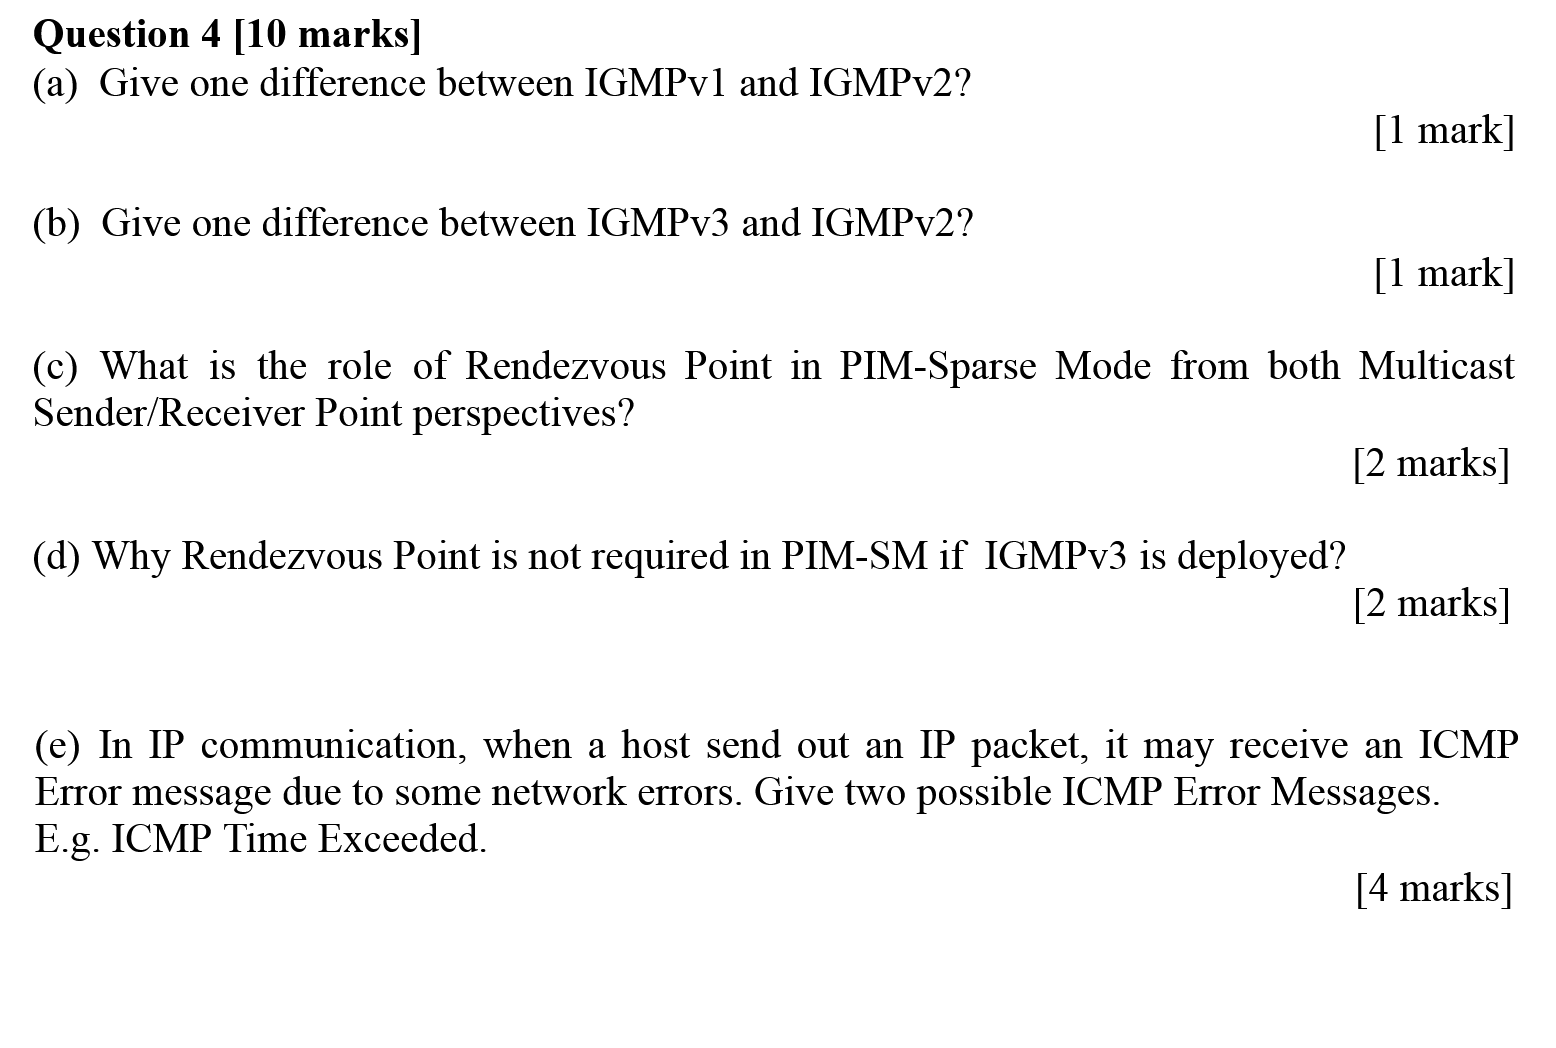 Question 4 [10 marks]
(a) Give one difference between IGMPv1 and IGMPv2?
[1 mark]
(b) Give one difference between IGMPv3 and IGMPv2?
[1 mark]
(c) What is the role of Rendezvous Point in PIM-Sparse Mode from both Multicast
Sender/Receiver Point perspectives?
[2 marks]
(d) Why Rendezvous Point is not required in PIM-SM if IGMPv3 is deployed?
[2 marks]
(e) In IP communication, when a host send out an IP packet, it may receive an ICMP
Error message due to some network errors. Give two possible ICMP Error Messages.
E.g. ICMP Time Exceeded.
[4 marks]